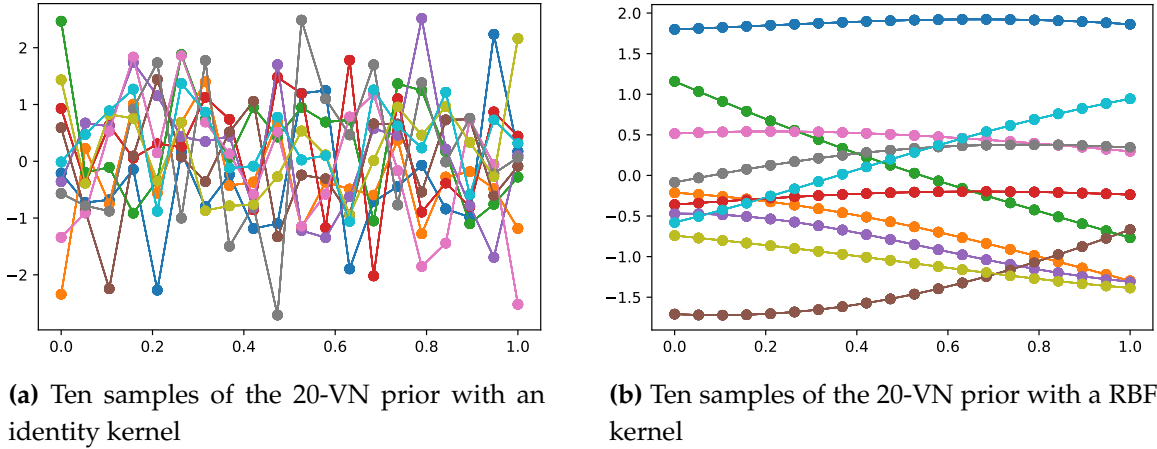 2
1
0
−1
−2
0.0 0.2 0.4 0.6 0.8 1.0
(a) Ten samples of the 20-VN prior with an
identity kernel
2.0
1.5
1.0
0.5
0.0
−0.5
−1.0
−1.5
0.0 0.2 0.4 0.6 0.8 1.0
(b) Ten samples of the 20-VN prior with a RBF
kernel